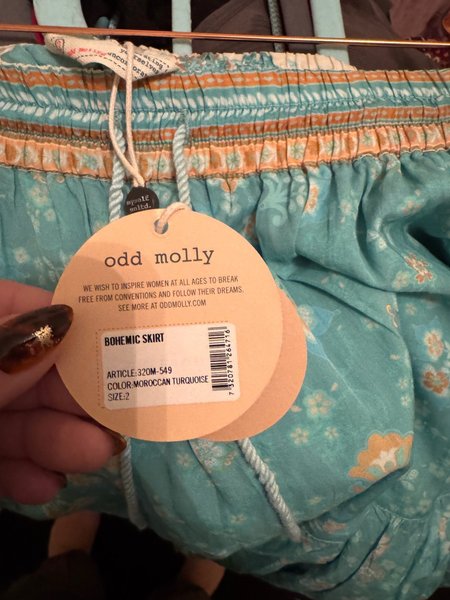 odd molly
WE WISH TO INSPIRE WOMEN AT ALL AGES TO BREAK
FREE FROM CONVENTIONS AND FOLLOW THEIR DREAMS.
SEE MORE AT ODDMOLLY.COM
BOHEMIC SKIRT
ARTICLE:320M-549
COLOR:MOROCCAN TURQUOISE
SIZE:2
7320781264716